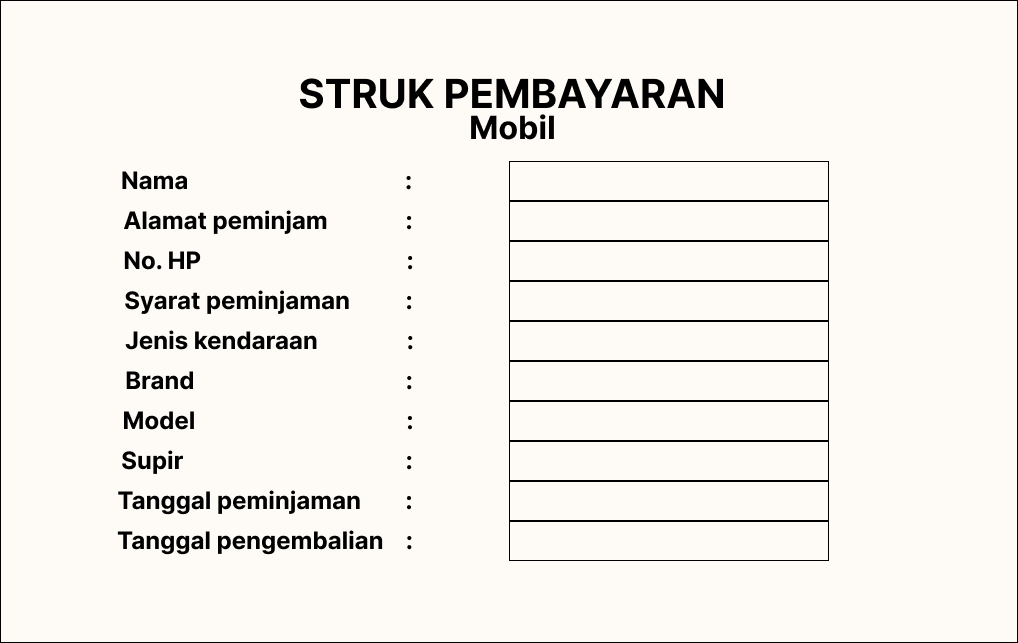 STRUK PEMBAYARAN
Mobil
Nama :
Alamat peminjam :
No. HP :
Syarat peminjaman :
Jenis kendaraan :
Brand :
Model :
Supir :
Tanggal peminjaman :
Tanggal pengembalian :